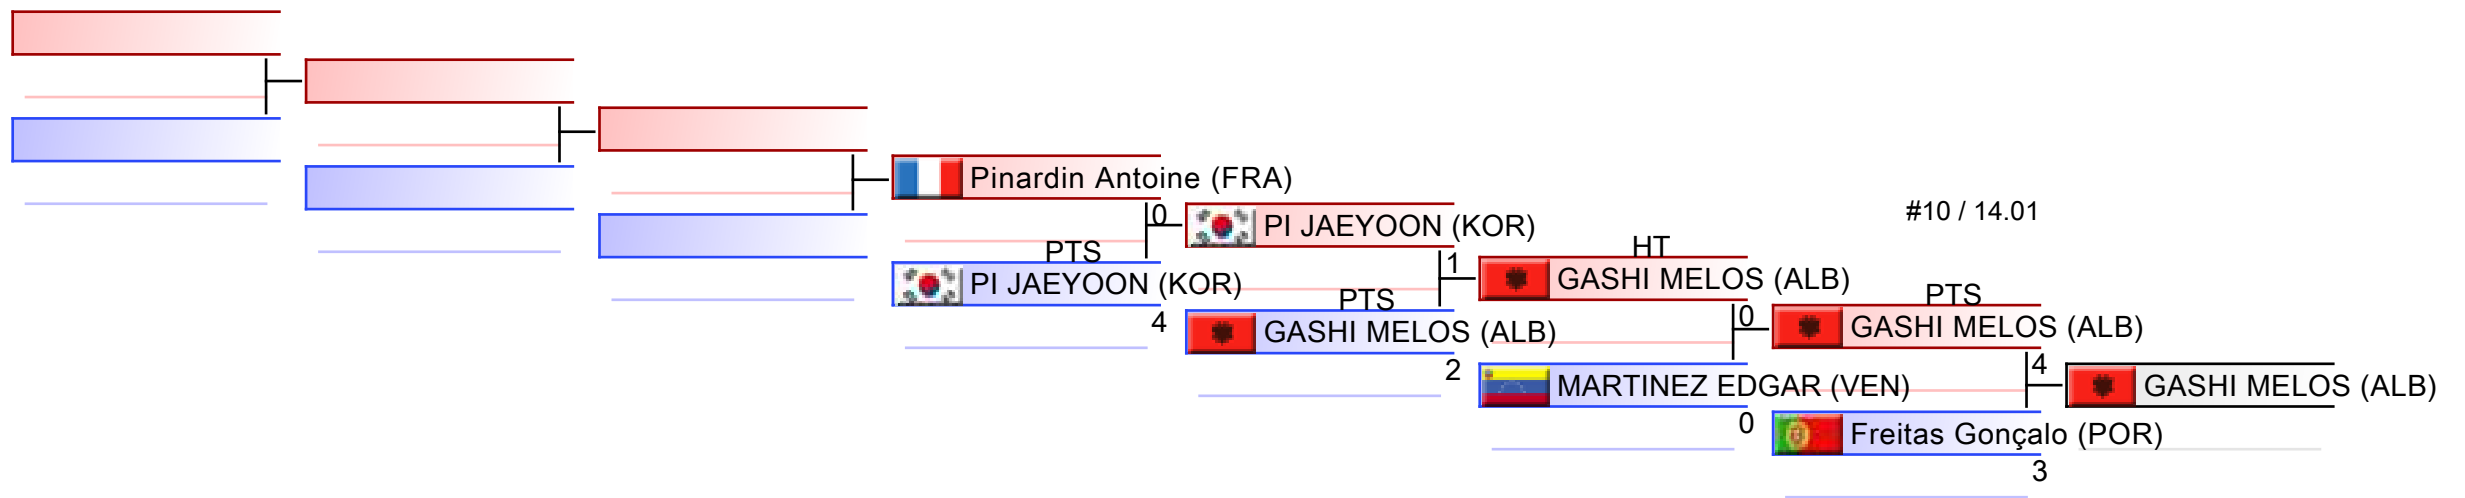 Pinardin Antoine (FRA)
0
PI JAEYOON (KOR)
#10 / 14.01
PTS
HT
PI JAEYOON (KOR)
1
GASHI MELOS (ALB)
PTS
PTS
4
GASHI MELOS (ALB)
0
GASHI MELOS (ALB)
2
MARTINEZ EDGAR (VEN)
4
GASHI MELOS (ALB)
0
Freitas Gonçalo (POR)
3